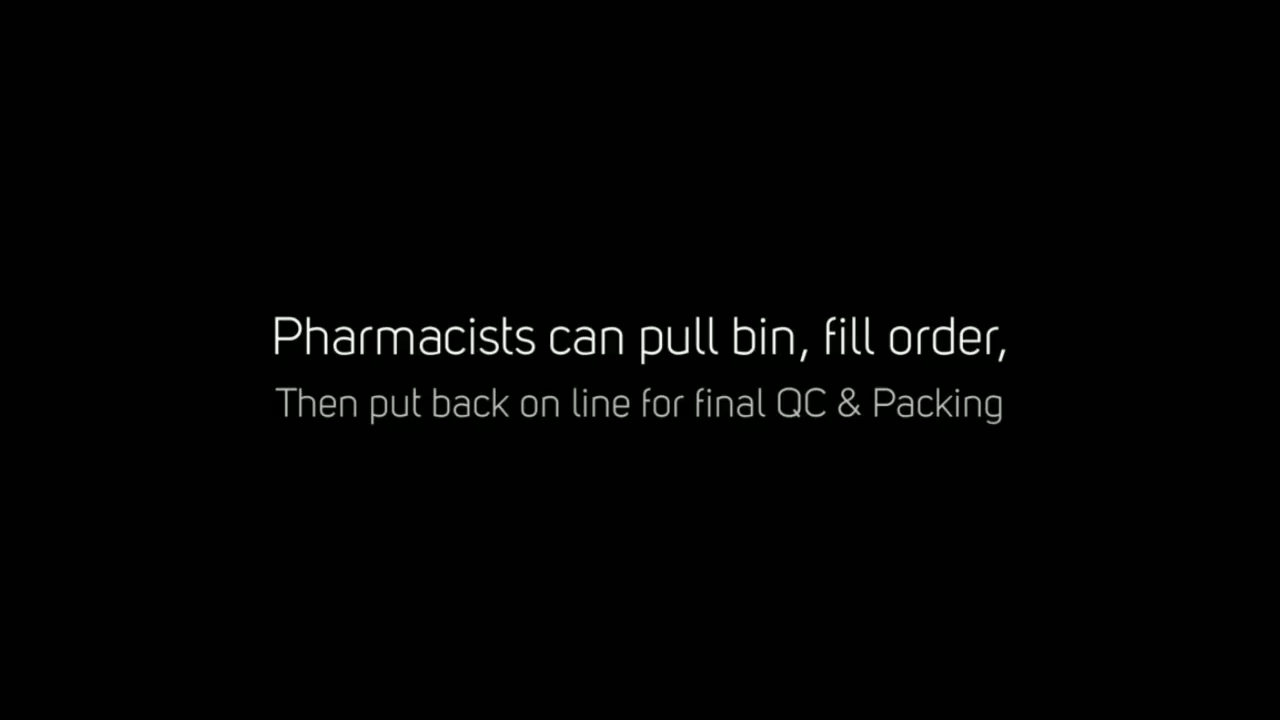 Pharmacists can pull bin, fill order,
Then put back on line for final QC & Packing